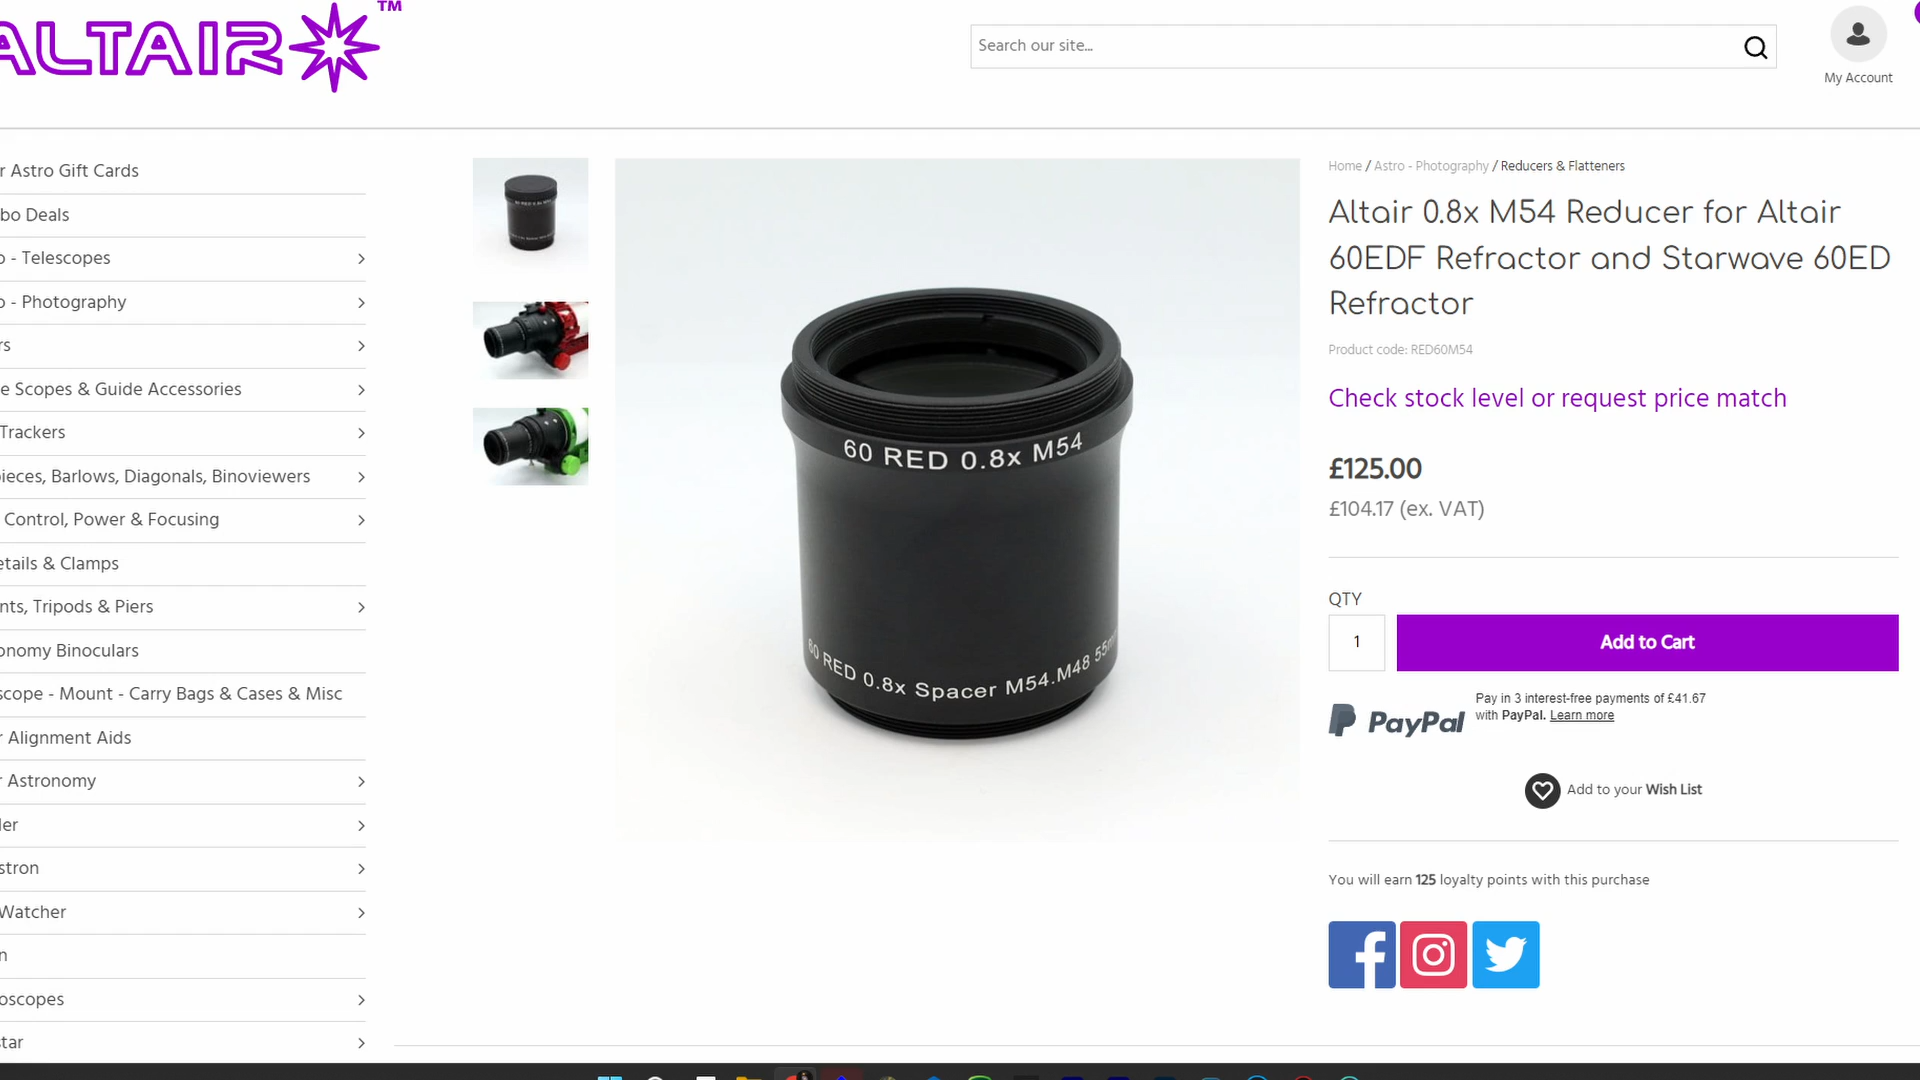 ALTAIR TM
Search our site...
My Account
r Astro Gift Cards
bo Deals
o - Telescopes
o - Photography
rs
e Scopes & Guide Accessories
Trackers
pieces, Barlows, Diagonals, Binoviewers
Control, Power & Focusing
etails & Clamps
nts, Tripods & Piers
onomy Binoculars
scope - Mount - Carry Bags & Cases & Misc
r Alignment Aids
r Astronomy
ler
stron
Watcher
n
oscopes
tar
60 RED 0.8x M54
60 RED 0.8x Spacer M54.M48 55m
Home / Astro - Photography / Reducers & Flatteners
Altair 0.8x M54 Reducer for Altair
60EDF Refractor and Starwave 60ED
Refractor
Product code: RED60M54
Check stock level or request price match
£125.00
£104.17 (ex. VAT)
QTY
1
Add to Cart
PayPal
Pay in 3 interest-free payments of £41.67
with PayPal. Learn more
Add to your Wish List
You will earn 125 loyalty points with this purchase